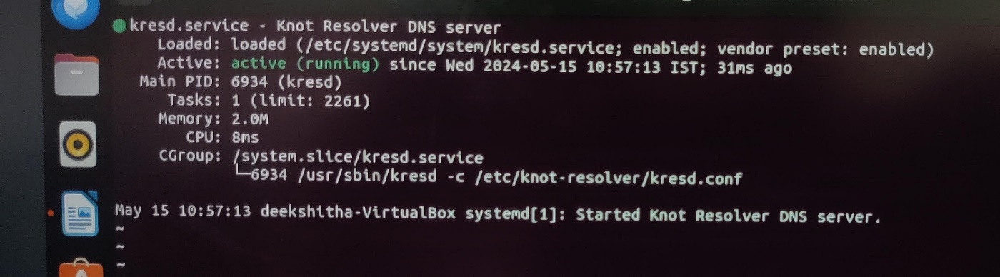 ● kresd.service - Knot Resolver DNS server
Loaded: loaded (/etc/systemd/system/kresd.service; enabled; vendor preset: enabled)
Active: active (running) since Wed 2024-05-15 10:57:13 IST; 31ms ago
Main PID: 6934 (kresd)
Tasks: 1 (limit: 2261)
Memory: 2.0M
CPU: 8ms
CGroup: /system.slice/kresd.service
└─6934 /usr/sbin/kresd -c /etc/knot-resolver/kresd.conf
May 15 10:57:13 deekshitha-VirtualBox systemd[1]: Started Knot Resolver DNS server.
~
~
~